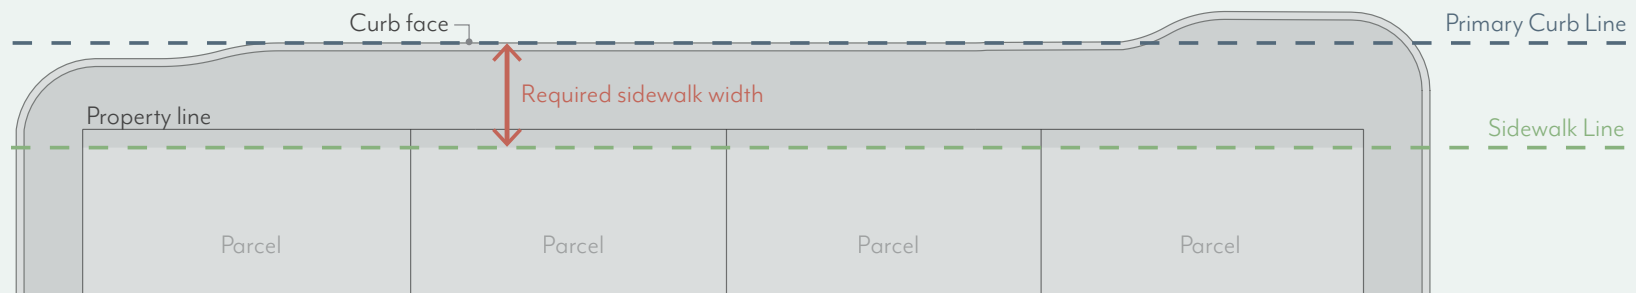 Curb face
Primary Curb Line
Required sidewalk width
Property line
Sidewalk Line
Parcel
Parcel
Parcel
Parcel